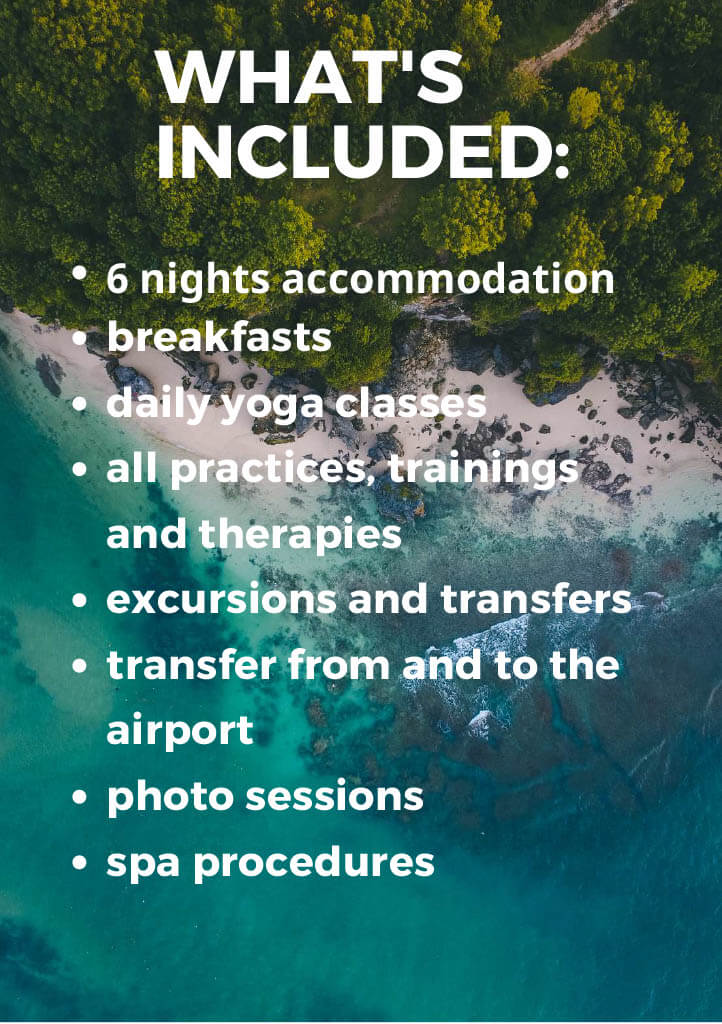 WHAT'S
INCLUDED:
• 6 nights accommodation
• breakfasts
• daily yoga classes
• all practices, trainings
and therapies
• excursions and transfers
• transfer from and to the
airport
• photo sessions
• spa procedures